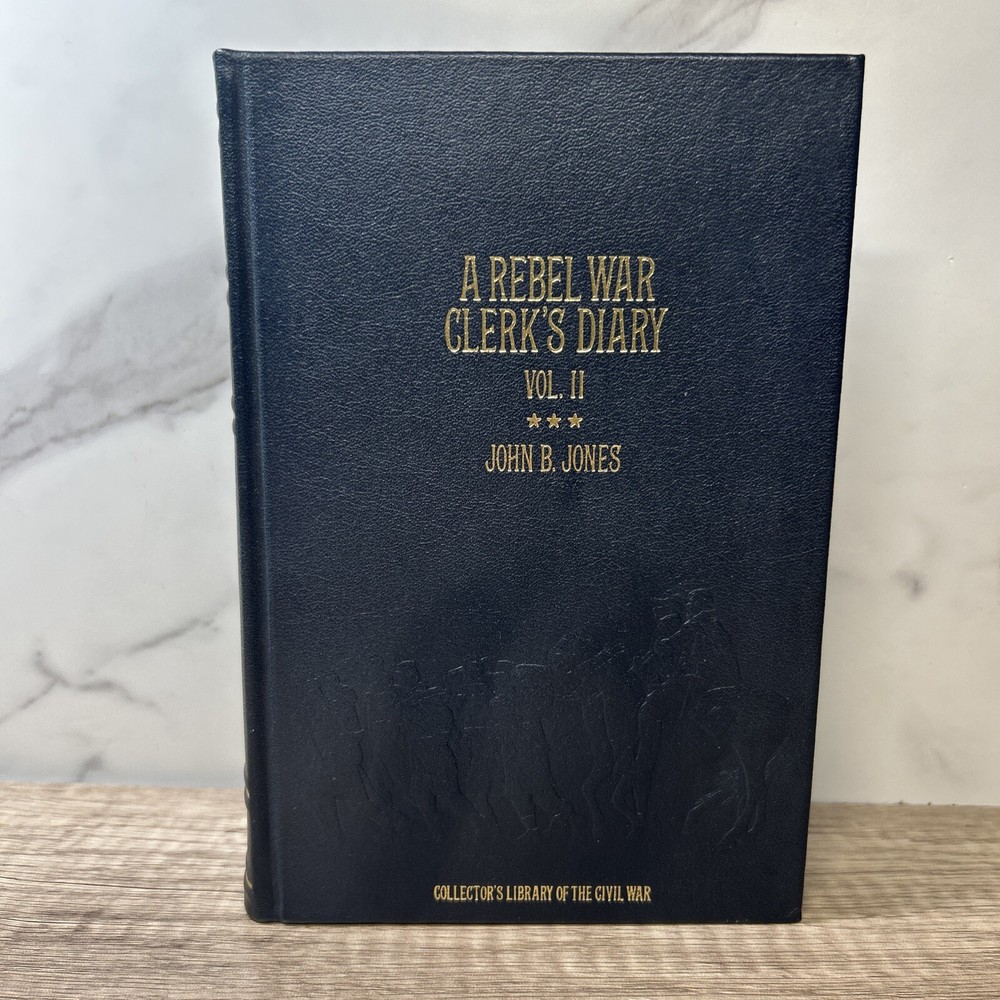 A REBEL WAR
CLERK'S DIARY
VOL. II
★★★
JOHN B. JONES
COLLECTOR'S LIBRARY OF THE CIVIL WAR